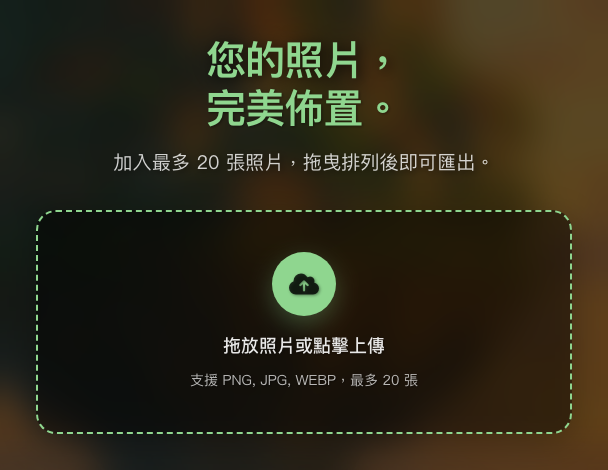 您的照片，
完美佈置。
加入最多 20 張照片，拖曳排列後即可匯出。
拖放照片或點擊上傳
支援 PNG, JPG, WEBP，最多 20 張